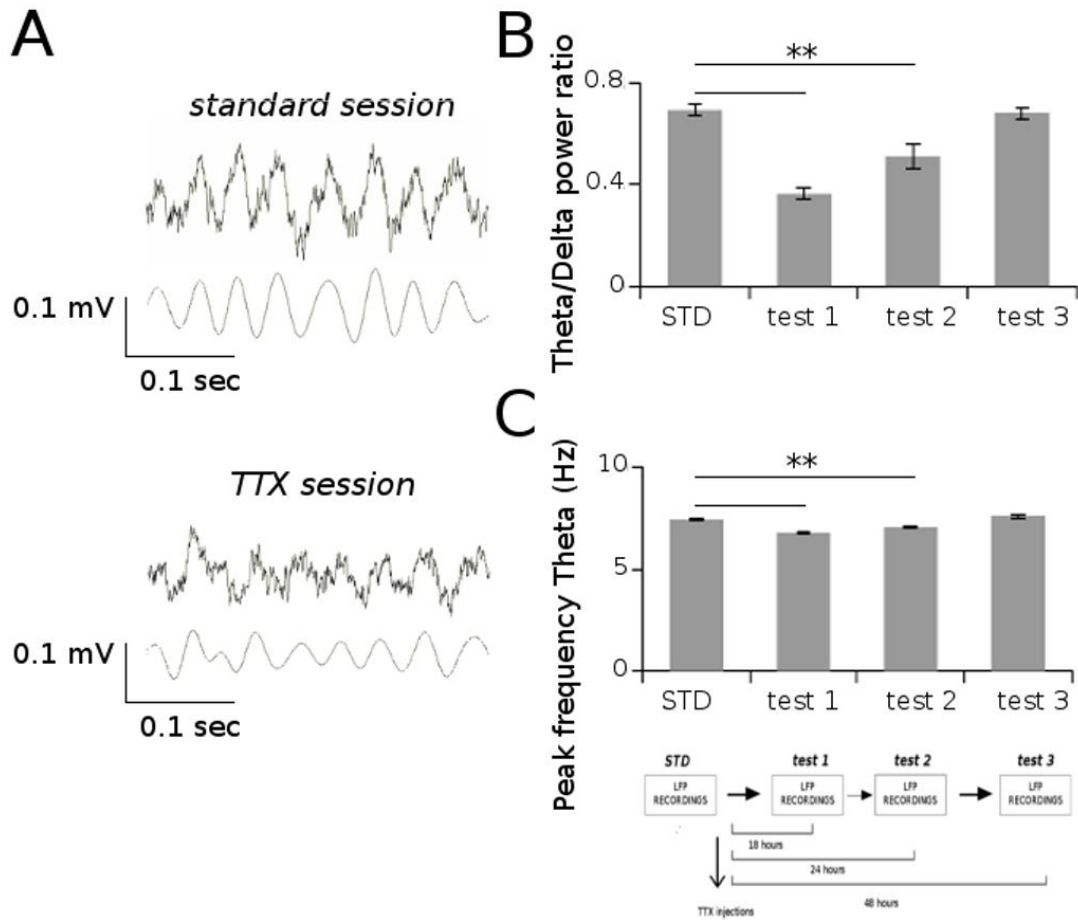 A
standard session
0.1 mV
0.1 sec
TTX session
0.1 mV
0.1 sec
B
Theta/Delta power ratio
**
0.8
0.4
0
STD test 1 test 2 test 3
C
Peak frequency Theta (Hz)
**
10
5
0
STD test 1 test 2 test 3
STD test 1 test 2 test 3
LFP LFP LFP LFP
RECORDINGS RECORDINGS RECORDINGS RECORDINGS
18 hours
24 hours
48 hours
TTX injections